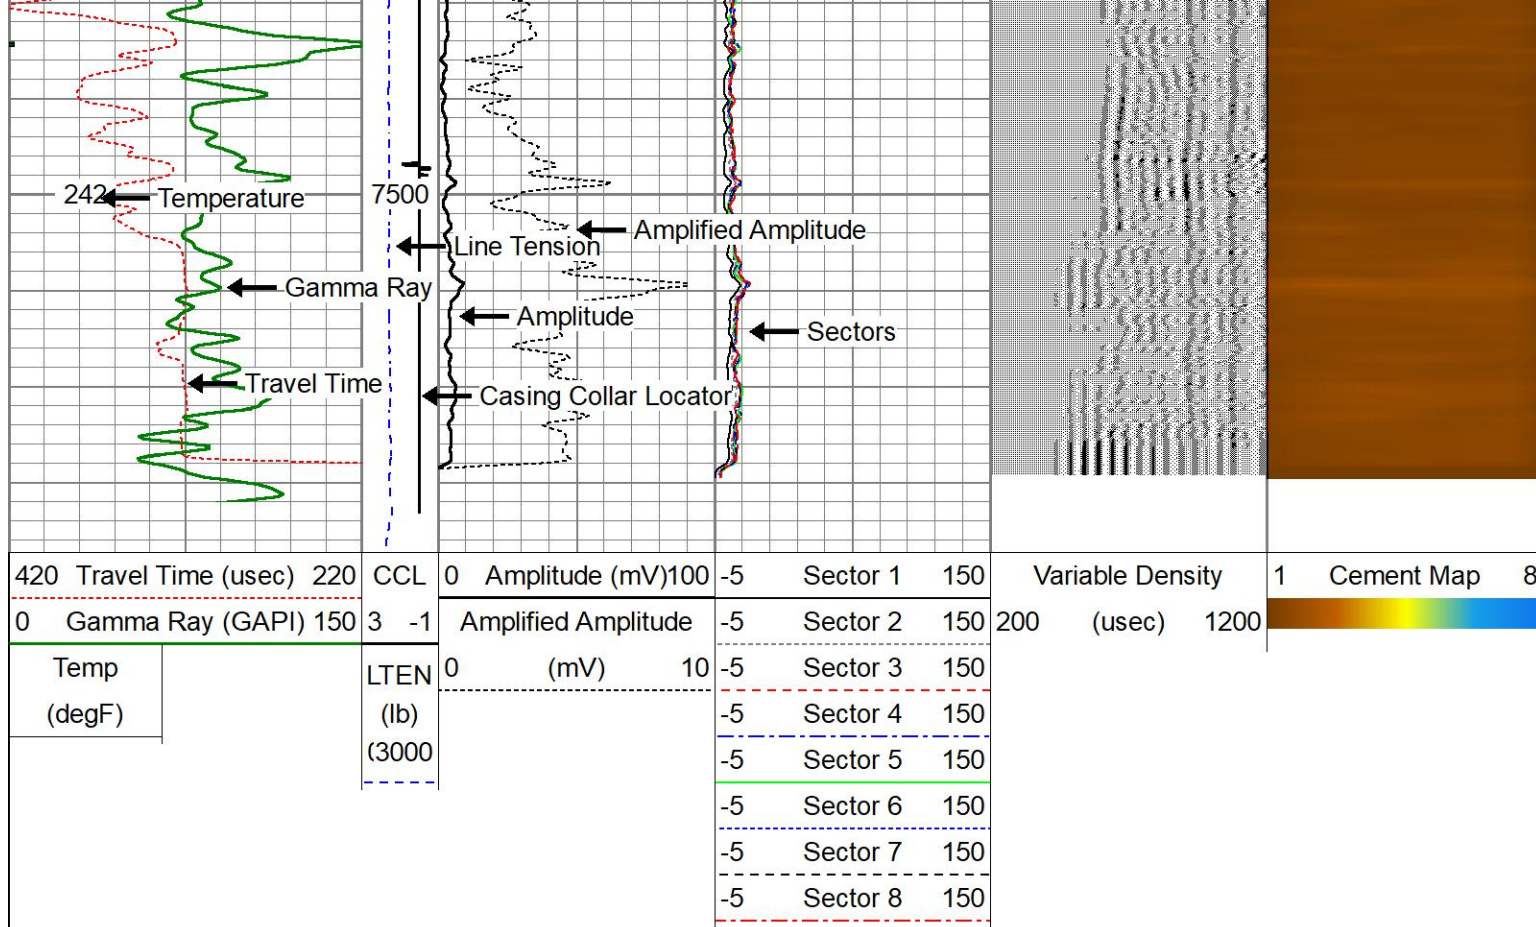 242
Temperature
7500
Amplified Amplitude
Line Tension
Gamma Ray
Amplitude
Sectors
Travel Time
Casing Collar Locator
420 Travel Time (usec) 220
0 Gamma Ray (GAPI) 150
Temp
(degF)
CCL
3 -1
LTEN
(lb)
(3000
0 Amplitude (mV)100
Amplified Amplitude
0 (mV) 10
-5 Sector 1 150
-5 Sector 2 150
-5 Sector 3 150
-5 Sector 4 150
-5 Sector 5 150
-5 Sector 6 150
-5 Sector 7 150
-5 Sector 8 150
Variable Density
200 (usec) 1200
1 Cement Map 8